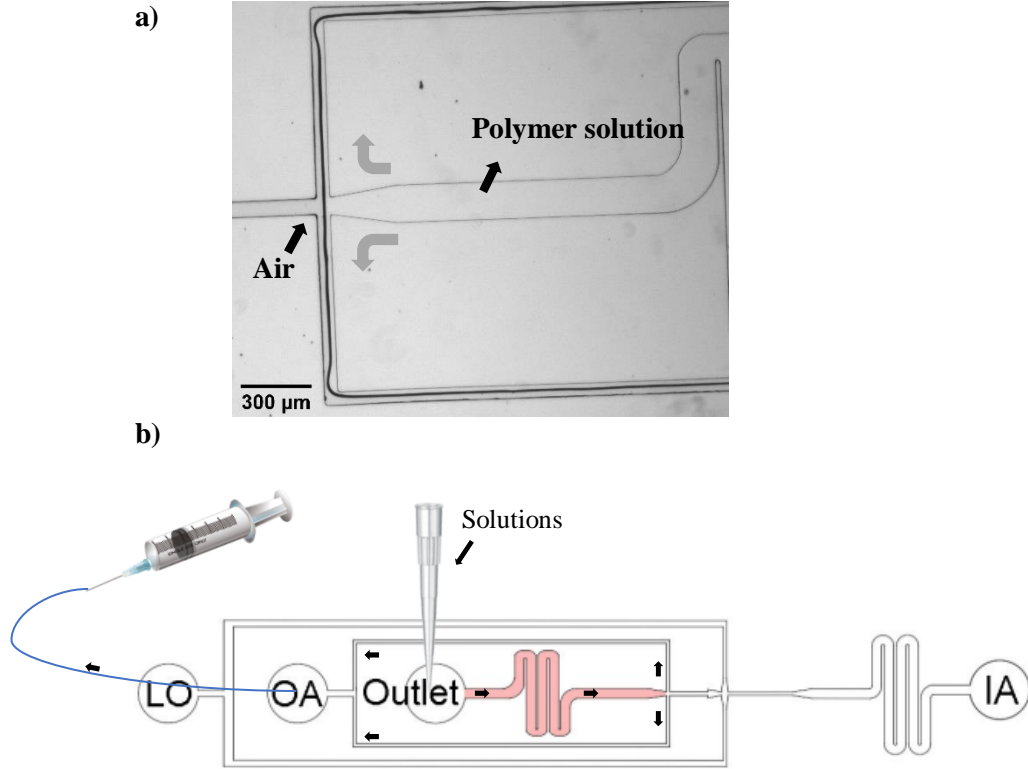 a)
Polymer solution
Air
300 µm
b)
Solutions
LO
OA
Outlet
IA